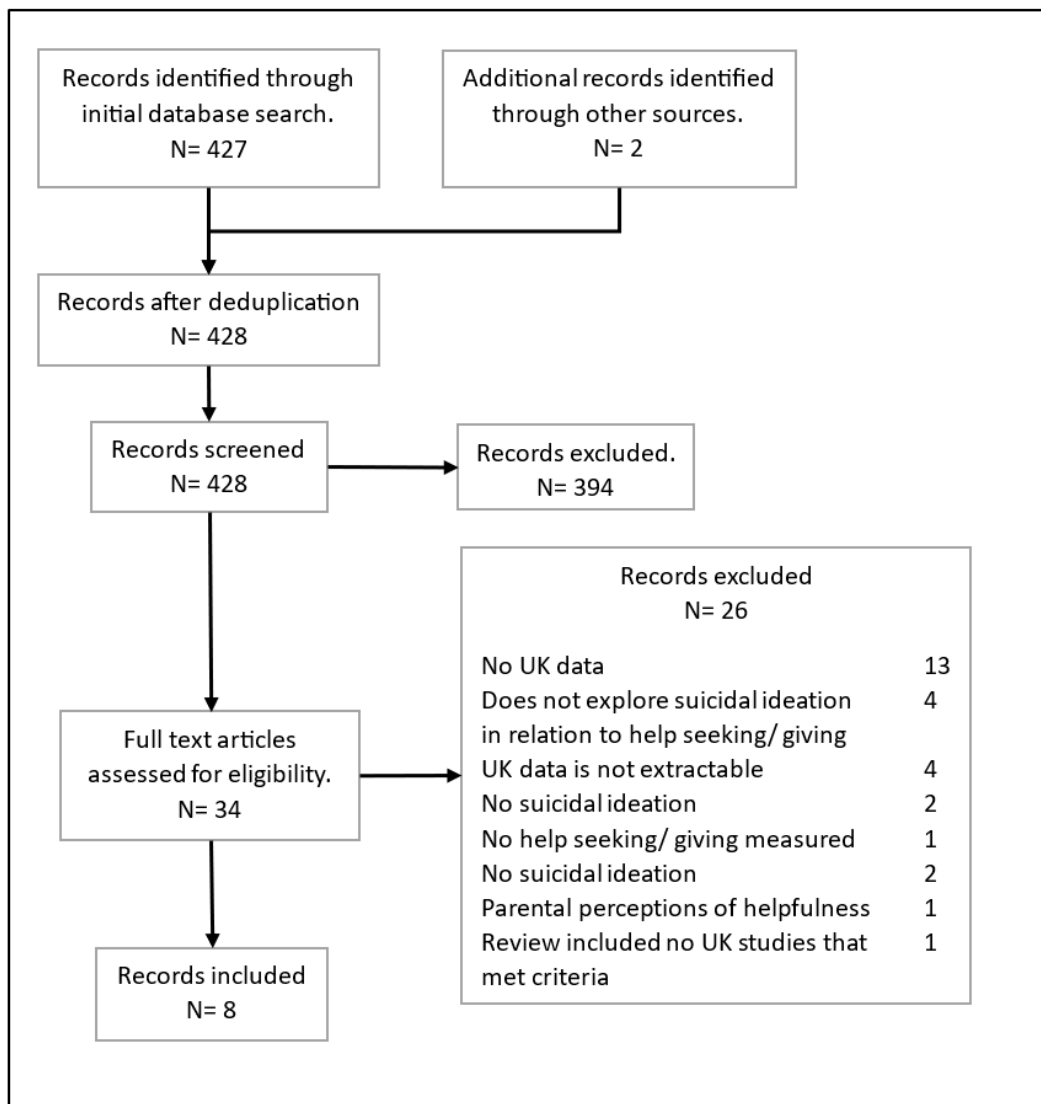 Records identified through
initial database search.
N= 427
Additional records identified
through other sources.
N= 2
Records after deduplication
N= 428
Records screened
N= 428
Records excluded.
N= 394
Full text articles
assessed for eligibility.
N= 34
Records excluded
N= 26
No UK data 13
Does not explore suicidal ideation 4
in relation to help seeking/ giving
UK data is not extractable 4
No suicidal ideation 2
No help seeking/ giving measured 1
No suicidal ideation 2
Parental perceptions of helpfulness 1
Review included no UK studies that 1
met criteria
Records included
N= 8